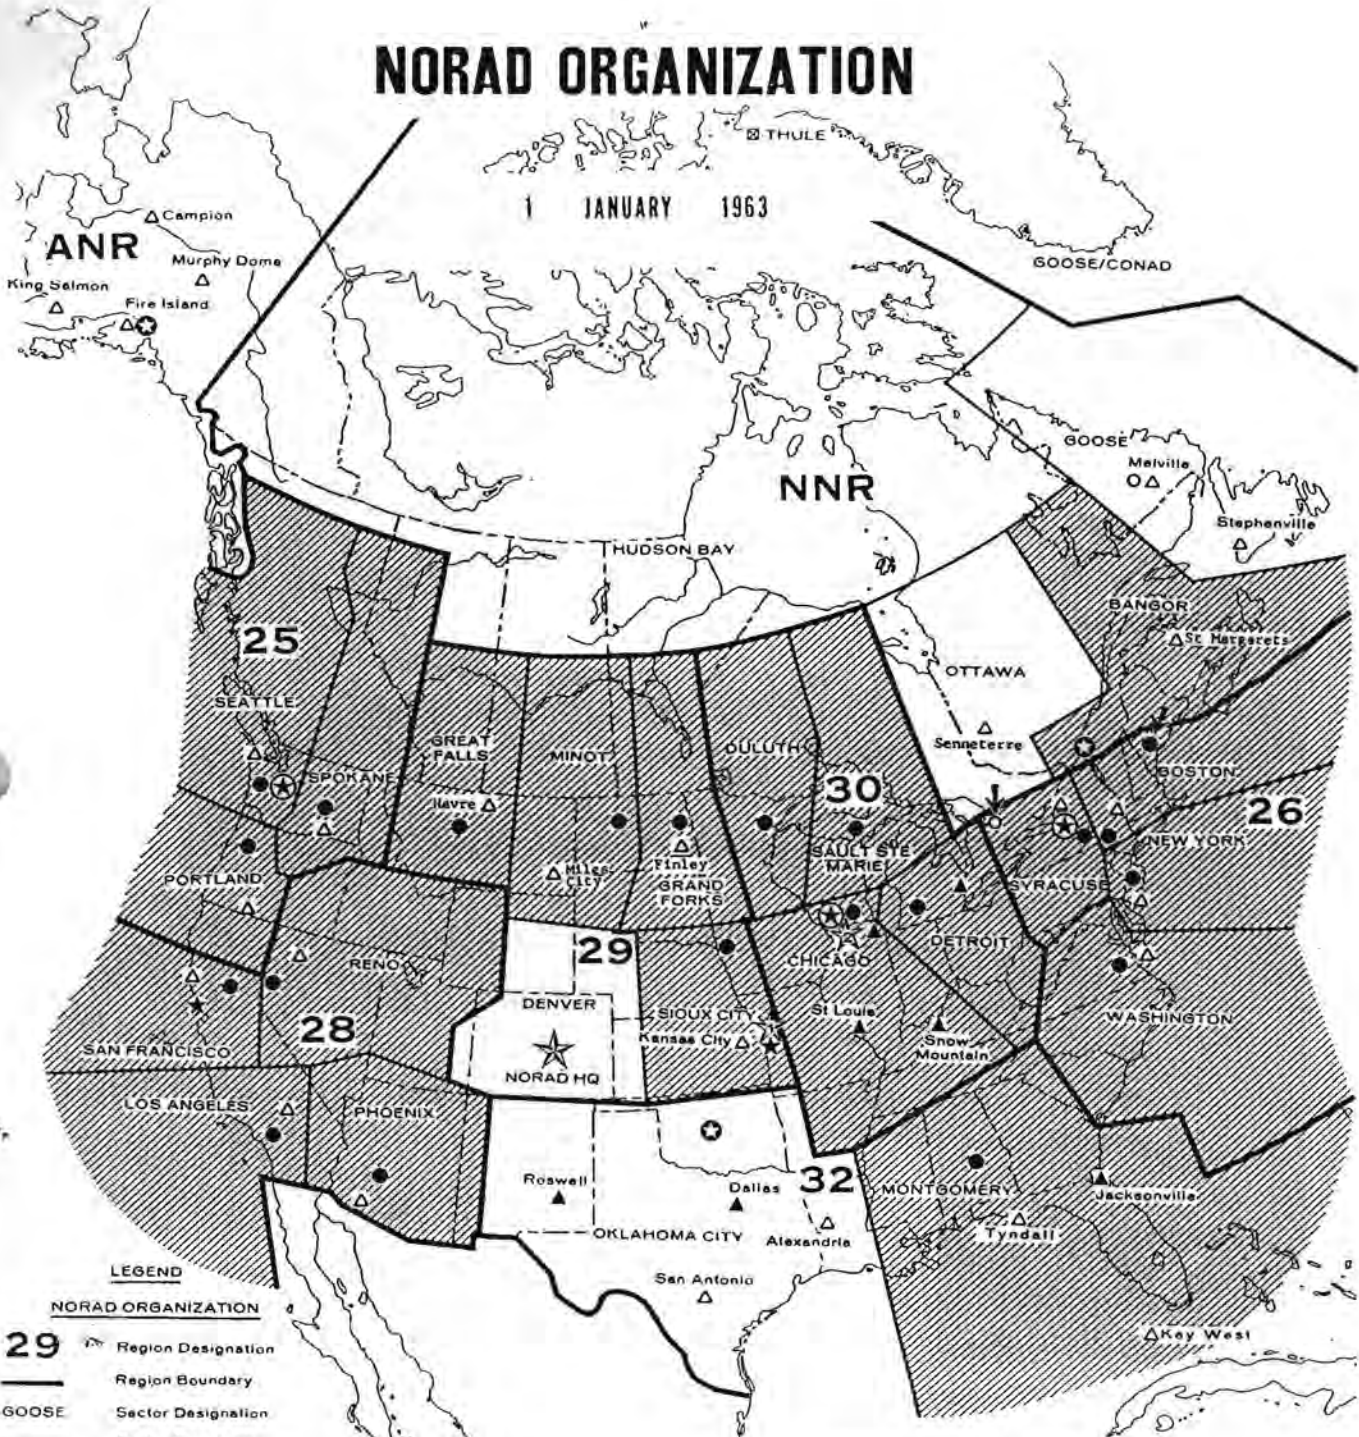 NORAD ORGANIZATION
1 JANUARY 1963
THULE
Campion
ANR
Murphy Dome
King Salmon
Fire Island
GOOSE/CONAD
GOOSE
Melville
NNR
Stephenville
HUDSON BAY
BANGOR
St Margarets
25
OTTAWA
SEATTLE
Senneterre
GREAT
FALLS
MINOT
DULUTH
SPOKANE
BOSTON
30
26
Havre
NEW YORK
SAULT STE
MARIE
Miles
City
Finley
GRAND
FORKS
PORTLAND
SYRACUSE
29
DETROIT
RENO
CHICAGO
DENVER
SIOUX CITY
St Louis
WASHINGTON
28
Kansas City
Snow
Mountain
SAN FRANCISCO
NORAD HQ
LOS ANGELES
PHOENIX
Roswell
Dallas
32
MONTGOMERY
Jacksonville
OKLAHOMA CITY
Alexandria
Tyndall
San Antonio
Key West
LEGEND
NORAD ORGANIZATION
29 Region Designation
Region Boundary
GOOSE Sector Designation